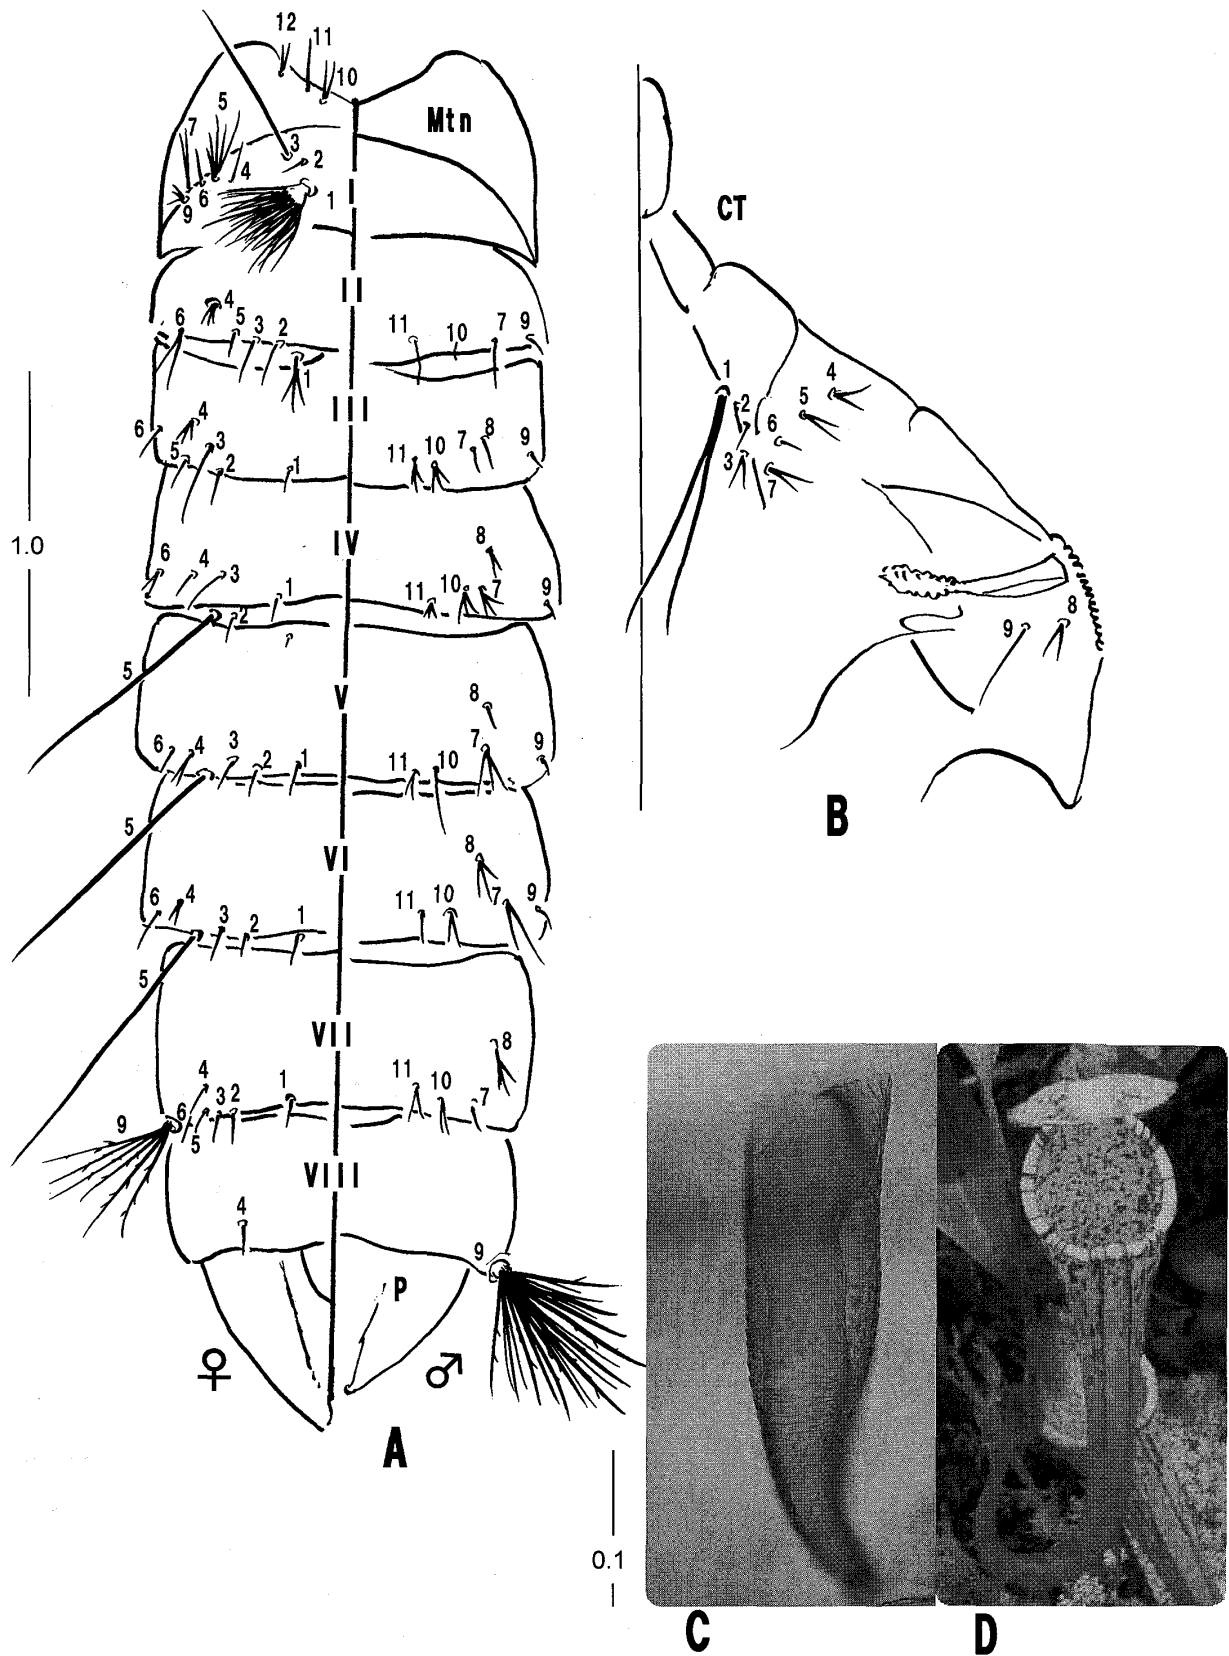 12 11
10
5
7 Mtn
3
2
4
6 I
9 1
CT
II
4
6 5 3 2 11 10 7 9
1
1
III
4
2 5
6 4 6
3 11 10 7 8 9
5 2 1 3 7
1.0
IV 8
6 4 3 1 11 10 7 9
2 9 8
5
V 8
6 4 3 2 1 11 10 7 9
5 B
VI 8
6 4 3 2 1 11 10 7 9
5
VII 8
4 1 11 10 7
9 6 3 2
5
VIII
4
9
P
♀ ♂
A
0.1
C D